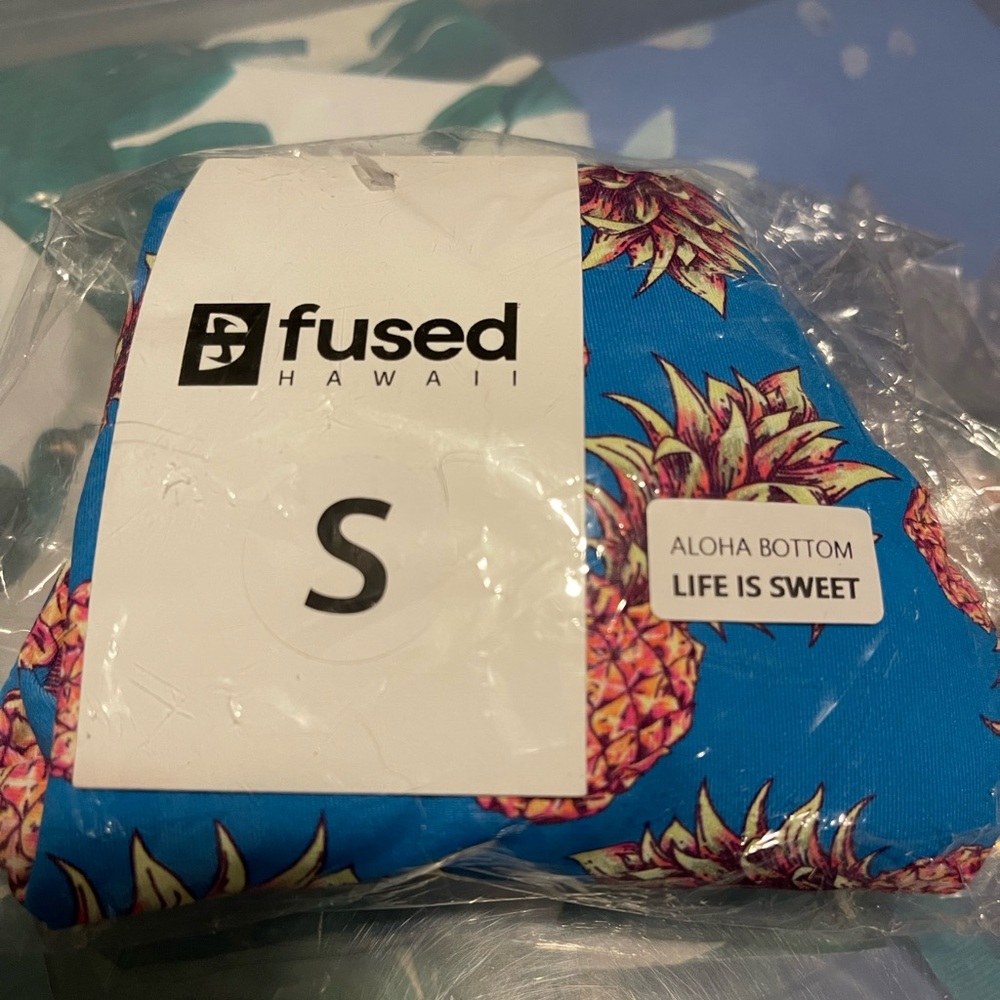 fused
HAWAII
S
ALOHA BOTTOM
LIFE IS SWEET